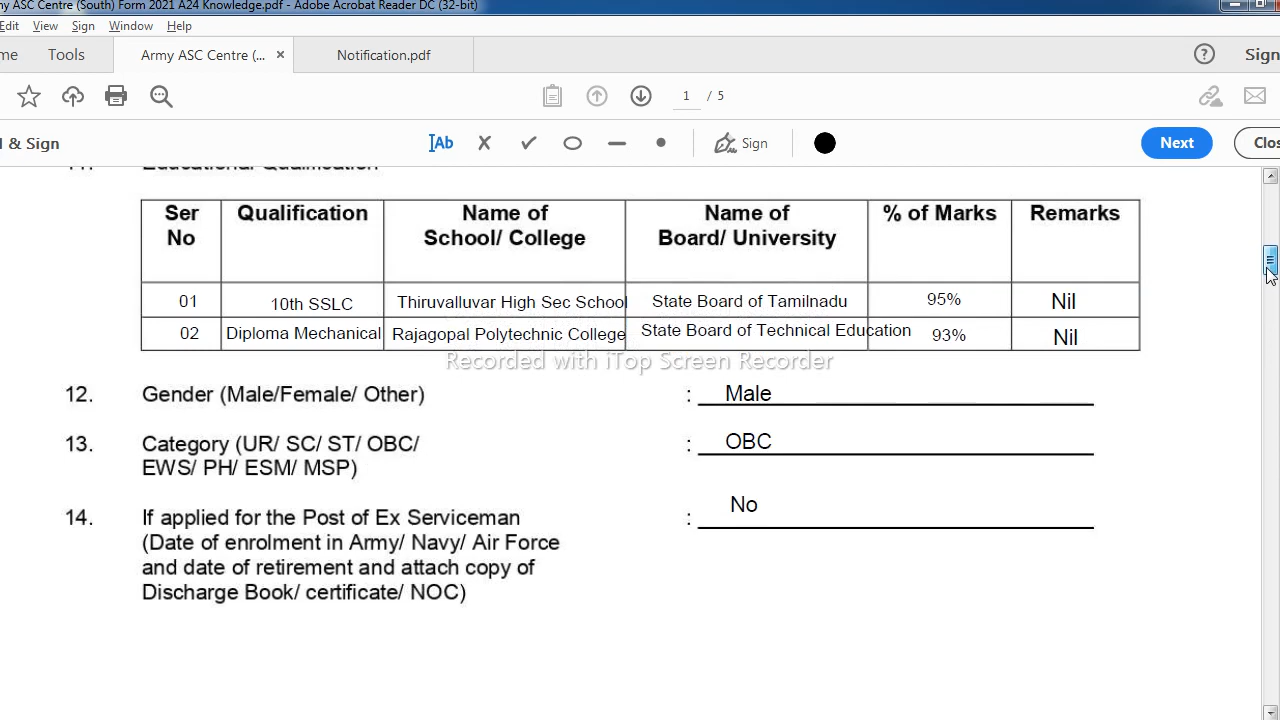 my ASC Centre (South) Form 2021 A24 Knowledge.pdf - Adobe Acrobat Reader DC (32-bit)
Edit View Sign Window Help
me Tools Army ASC Centre (... × Notification.pdf Sign
1 / 5
l & Sign Ab Sign Next Clos
11. Educational Qualification
Ser No Qualification Name of School/ College Name of Board/ University % of Marks Remarks
01 10th SSLC Thiruvalluvar High Sec School State Board of Tamilnadu 95% Nil
02 Diploma Mechanical Rajagopal Polytechnic College State Board of Technical Education 93% Nil
Recorded with iTop Screen Recorder
12. Gender (Male/Female/ Other) : Male
13. Category (UR/ SC/ ST/ OBC/ : OBC
EWS/ PH/ ESM/ MSP)
14. If applied for the Post of Ex Serviceman : No
(Date of enrolment in Army/ Navy/ Air Force
and date of retirement and attach copy of
Discharge Book/ certificate/ NOC)